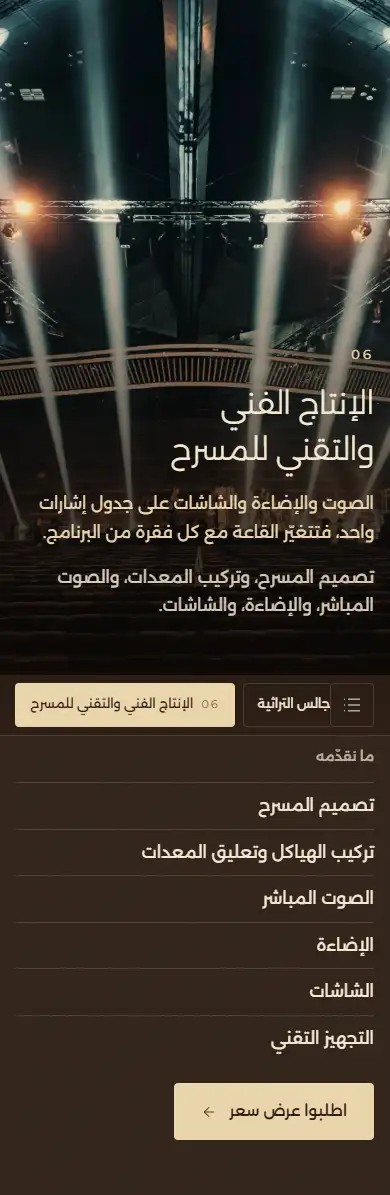 06
الإنتاج الفني
والتقني للمسرح
الصوت والإضاءة والشاشات على جدول إشارات
واحد، فتتغيّر القاعة مع كل فقرة من البرنامج.
تصميم المسرح، وتركيب المعدات، والصوت
المباشر، والإضاءة، والشاشات.
جالس التراثية
06 الإنتاج الفني والتقني للمسرح
ما نقدّمه
تصميم المسرح
تركيب الهياكل وتعليق المعدات
الصوت المباشر
الإضاءة
الشاشات
التجهيز التقني
اطلبوا عرض سعر ←